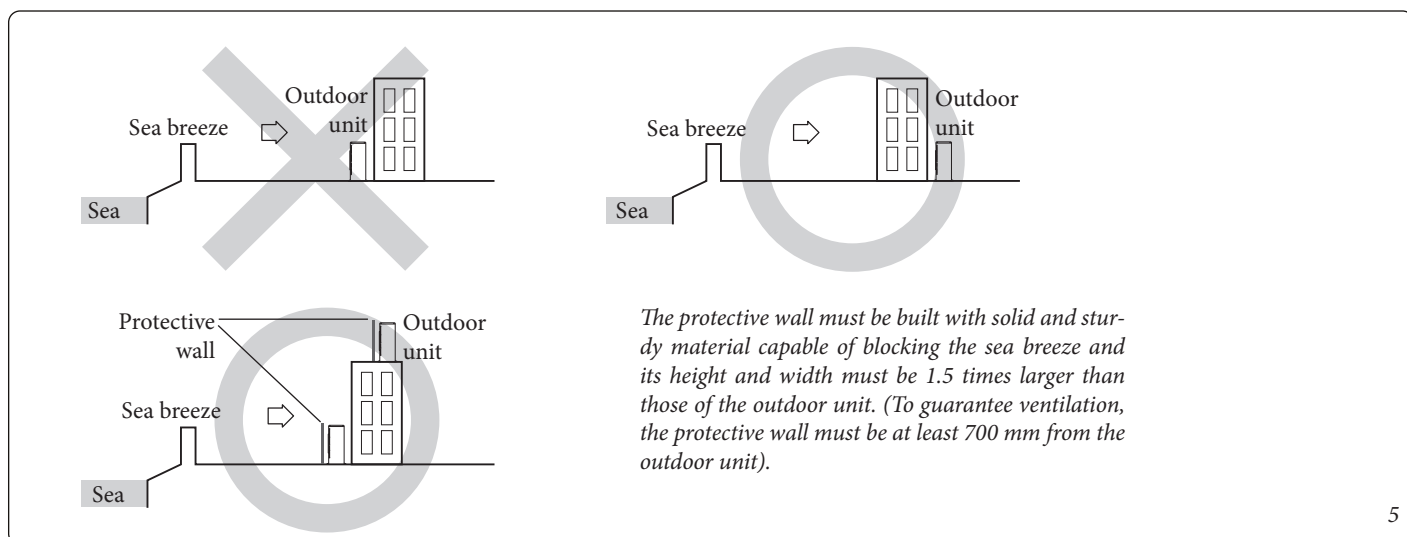 Outdoor
unit
Sea breeze
Sea
Outdoor
unit
Sea breeze
Sea
Protective
wall
Outdoor
unit
Sea breeze
Sea
The protective wall must be built with solid and stur-
dy material capable of blocking the sea breeze and
its height and width must be 1.5 times larger than
those of the outdoor unit. (To guarantee ventilation,
the protective wall must be at least 700 mm from the
outdoor unit).
5